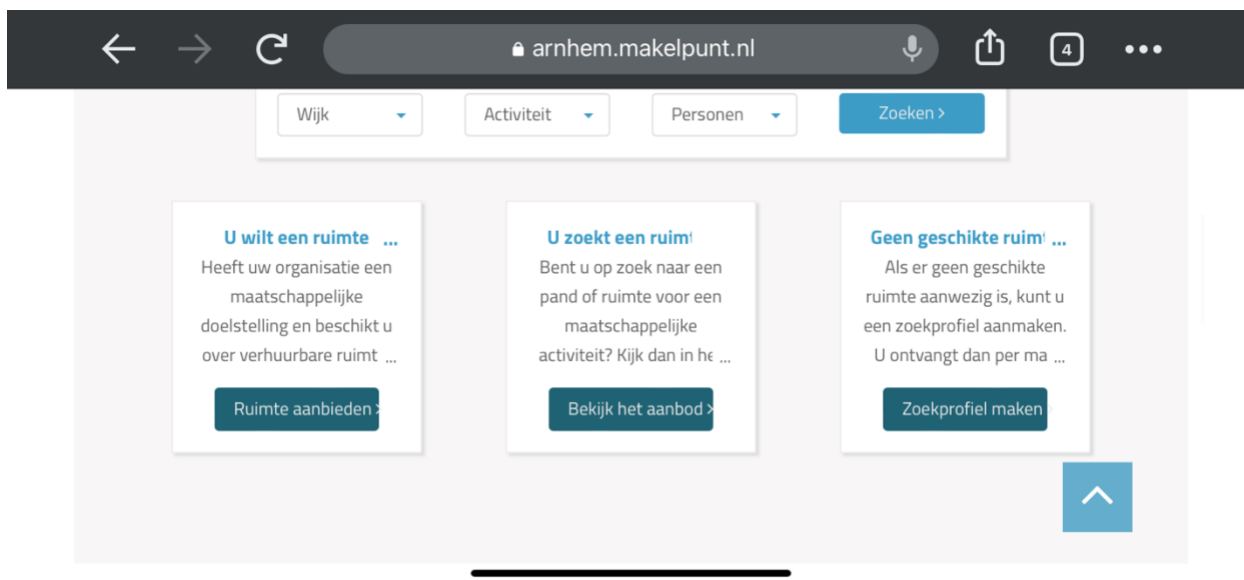 arnhem.makelpunt.nl
4
Wijk
Activiteit
Personen
Zoeken >
U wilt een ruimte ...
Heeft uw organisatie een
maatschappelijke
doelstelling en beschikt u
over verhuurbare ruimt ...
Ruimte aanbieden >
U zoekt een ruim
Bent u op zoek naar een
pand of ruimte voor een
maatschappelijke
activiteit? Kijk dan in he ...
Bekijk het aanbod >
Geen geschikte ruim ...
Als er geen geschikte
ruimte aanwezig is, kunt u
een zoekprofiel aanmaken.
U ontvangt dan per ma ...
Zoekprofiel maken